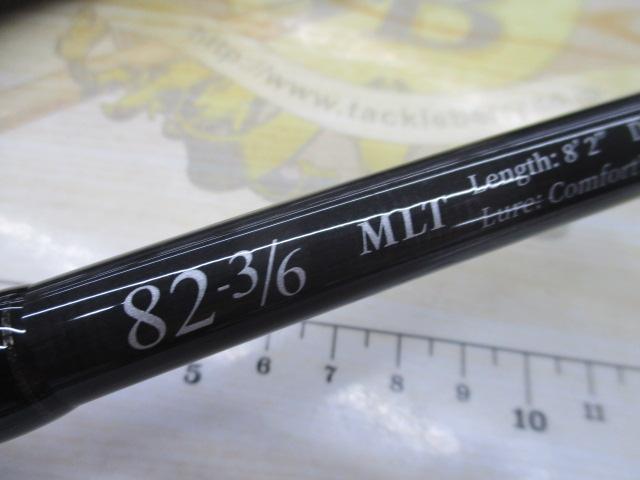 http://www.tackleberry.co.jp
82-3/6 MLT Length: 8'2"
Lure: Comfort
5 6 7 8 9 10 11